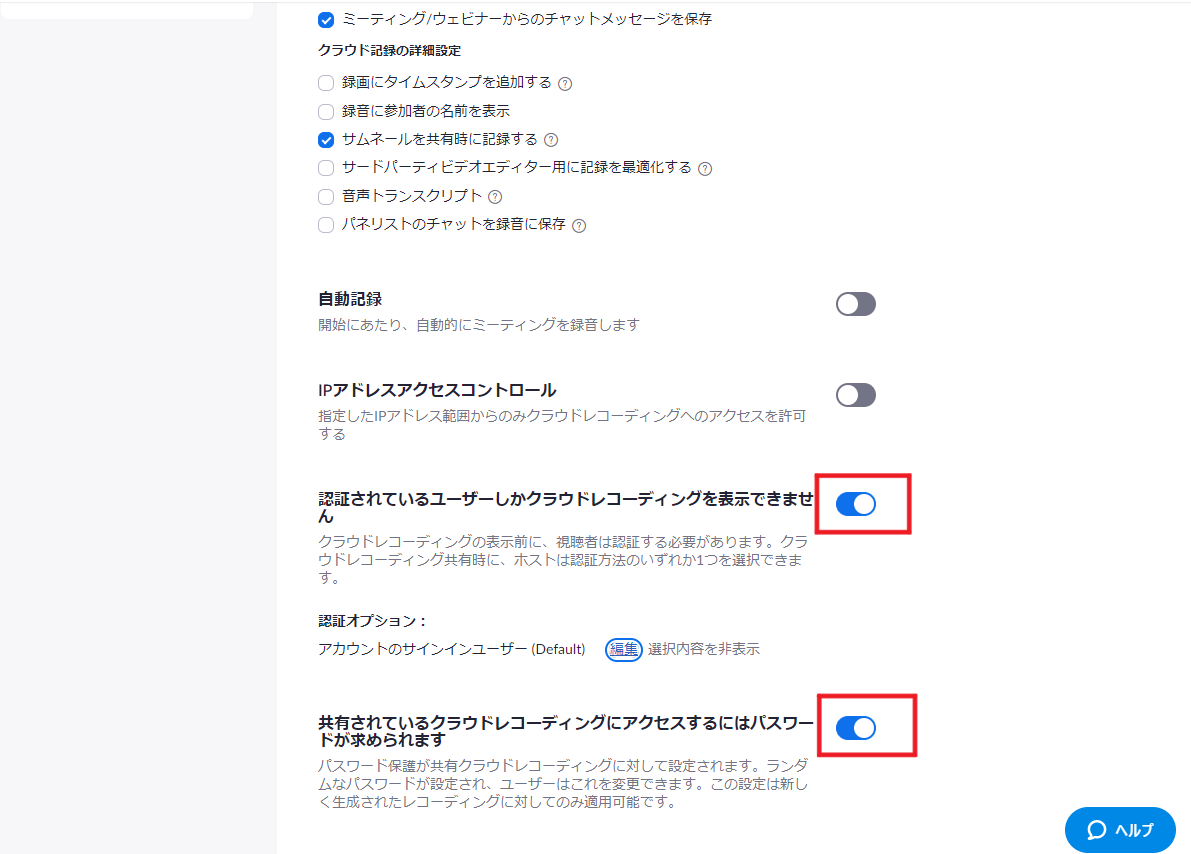 ミーティング/ウェビナーからのチャットメッセージを保存
クラウド記録の詳細設定
録画にタイムスタンプを追加する ?
録音に参加者の名前を表示
サムネールを共有時に記録する ?
サードパーティビデオエディター用に記録を最適化する ?
音声トランスクリプト ?
パネリストのチャットを録音に保存 ?
自動記録
開始にあたり、自動的にミーティングを録音します
IPアドレスアクセスコントロール
指定したIPアドレス範囲からのみクラウドレコーディングへのアクセスを許可
する
認証されているユーザーしかクラウドレコーディングを表示できませ
ん
クラウドレコーディングの表示前に、視聴者は認証する必要があります。クラ
ウドレコーディング共有時に、ホストは認証方法のいずれか1つを選択できま
す。
認証オプション：
アカウントのサインインユーザー (Default) 編集 選択内容を非表示
共有されているクラウドレコーディングにアクセスするにはパスワー
ドが求められます
パスワード保護が共有クラウドレコーディングに対して設定されます。ランダ
ムなパスワードが設定され、ユーザーはこれを変更できます。この設定は新し
く生成されたレコーディングに対してのみ適用可能です。
ヘルプ